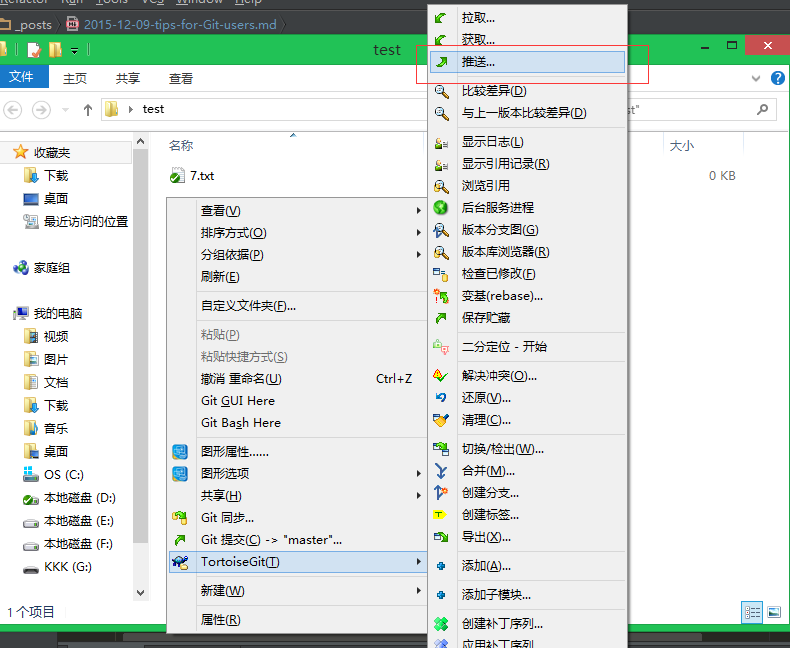 Refactor Run Tools VCS Window Help
_posts 2015-12-09-tips-for-Git-users.md
test
文件 主页 共享 查看
test
st"
收藏夹
下载
桌面
最近访问的位置
家庭组
我的电脑
视频
图片
文档
下载
音乐
桌面
OS (C:)
本地磁盘 (D:)
本地磁盘 (E:)
本地磁盘 (F:)
KKK (G:)
1 个项目
名称 大小
7.txt 0 KB
查看(V)
排序方式(O)
分组依据(P)
刷新(E)
自定义文件夹(F)...
粘贴(P)
粘贴快捷方式(S)
撤消 重命名(U) Ctrl+Z
Git GUI Here
Git Bash Here
图形属性......
图形选项
共享(H)
Git 同步...
Git 提交(C) -> "master"...
TortoiseGit(T)
新建(W)
属性(R)
拉取...
获取...
推送...
比较差异(D)
与上一版本比较差异(D)
显示日志(L)
显示引用记录(R)
浏览引用
后台服务进程
版本分支图(G)
版本库浏览器(R)
检查已修改(F)
变基(rebase)...
保存贮藏
二分定位 - 开始
解决冲突(O)...
还原(V)...
清理(C)...
切换/检出(W)...
合并(M)...
创建分支...
创建标签...
导出(X)...
添加(A)...
添加子模块...
创建补丁序列...
应用补丁序列